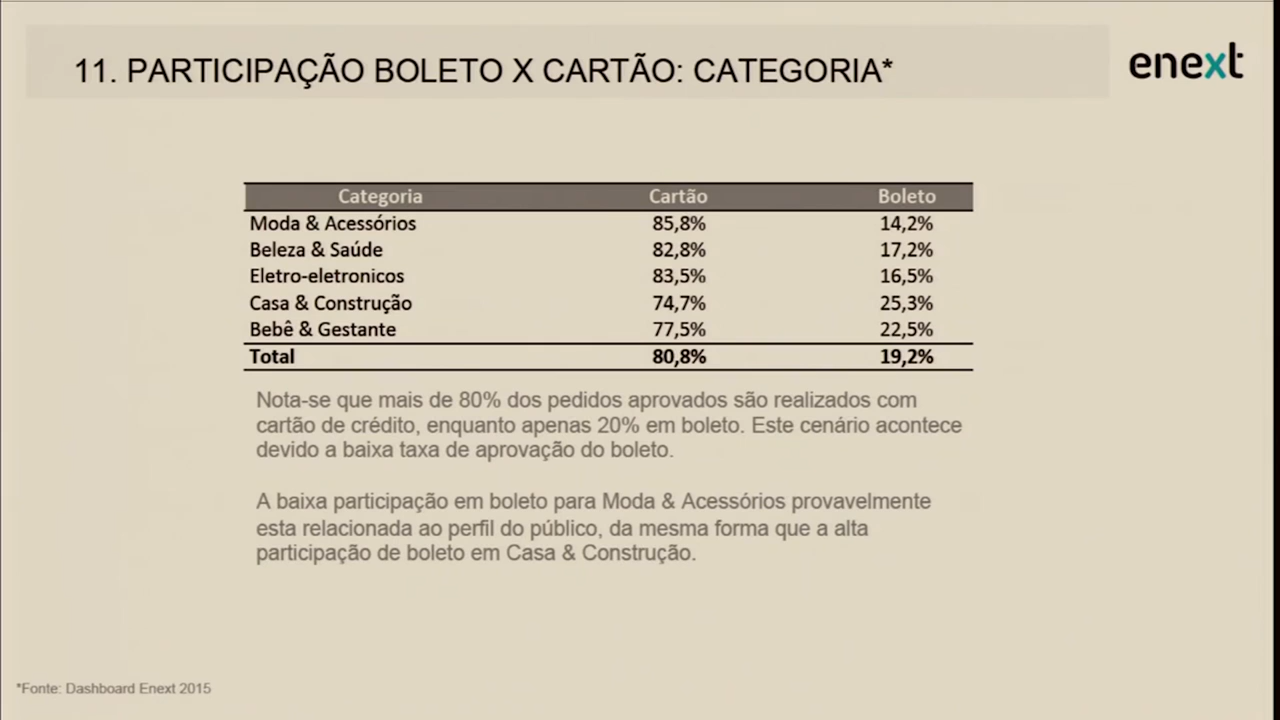 11. PARTICIPAÇÃO BOLETO X CARTÃO: CATEGORIA*
enext
Categoria Cartão Boleto
Moda & Acessórios 85,8% 14,2%
Beleza & Saúde 82,8% 17,2%
Eletro-eletronicos 83,5% 16,5%
Casa & Construção 74,7% 25,3%
Bebê & Gestante 77,5% 22,5%
Total 80,8% 19,2%
Nota-se que mais de 80% dos pedidos aprovados são realizados com
cartão de crédito, enquanto apenas 20% em boleto. Este cenário acontece
devido a baixa taxa de aprovação do boleto.
A baixa participação em boleto para Moda & Acessórios provavelmente
esta relacionada ao perfil do público, da mesma forma que a alta
participação de boleto em Casa & Construção.
*Fonte: Dashboard Enext 2015